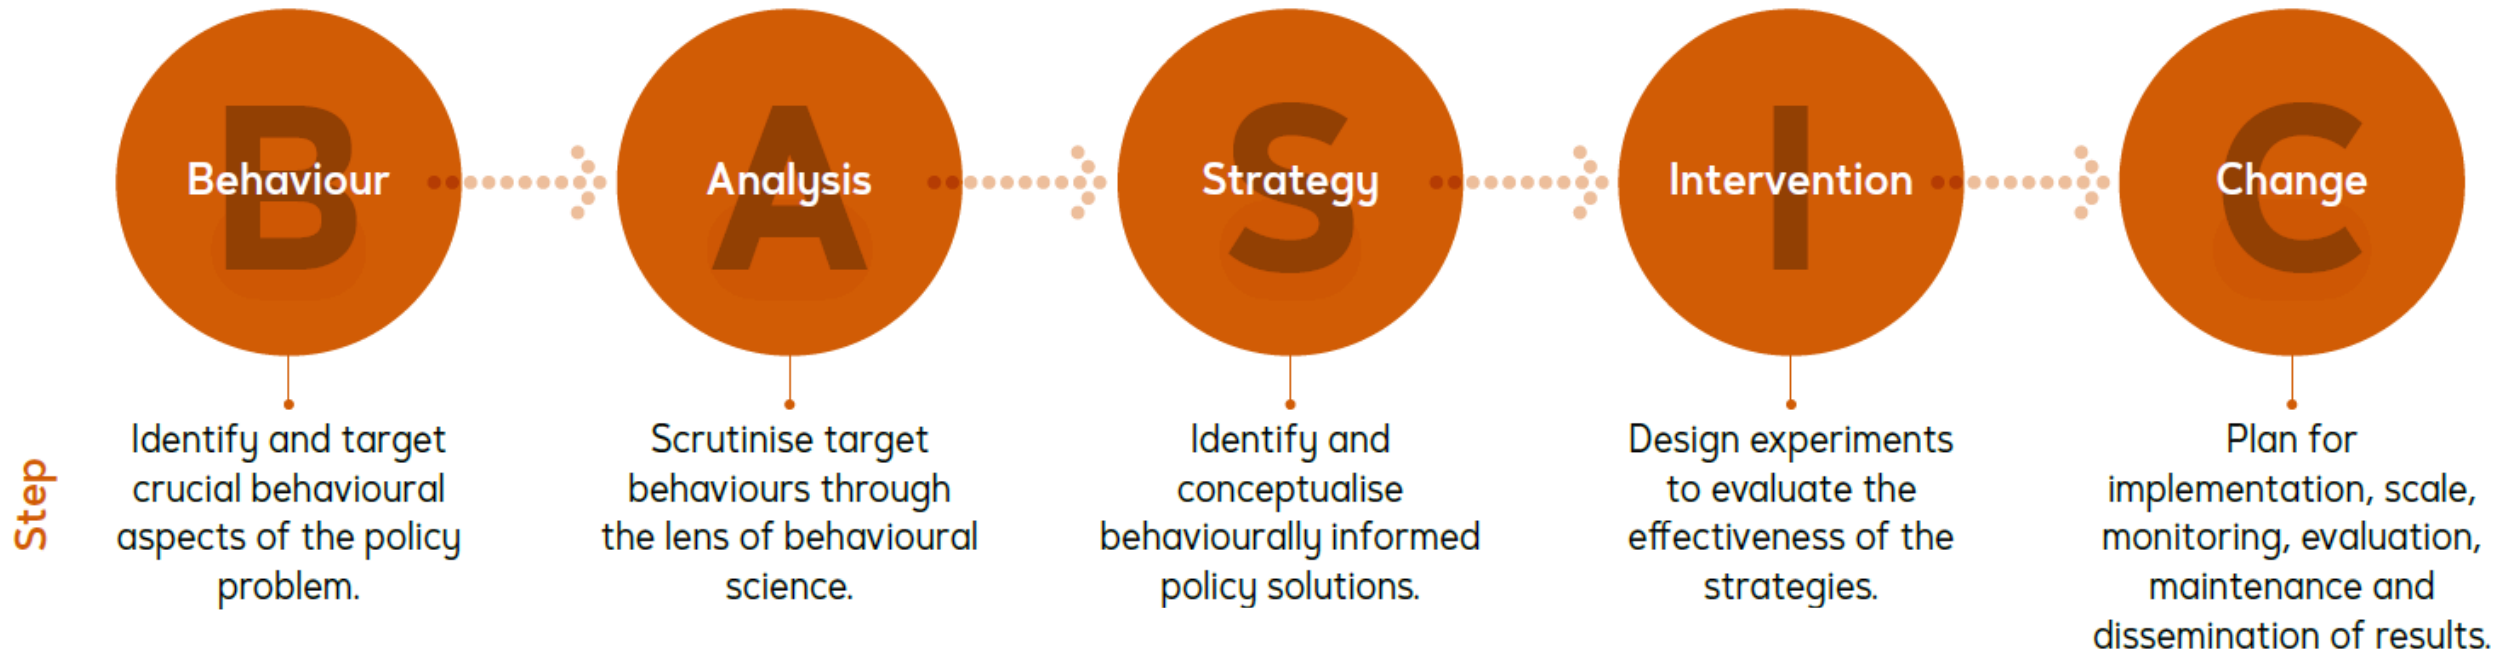 B
Behaviour
A
Analysis
S
Strategy
I
Intervention
C
Change
Step
Identify and target
crucial behavioural
aspects of the policy
problem.
Scrutinise target
behaviours through
the lens of behavioural
science.
Identify and
conceptualise
behaviourally informed
policy solutions.
Design experiments
to evaluate the
effectiveness of the
strategies.
Plan for
implementation, scale,
monitoring, evaluation,
maintenance and
dissemination of results.